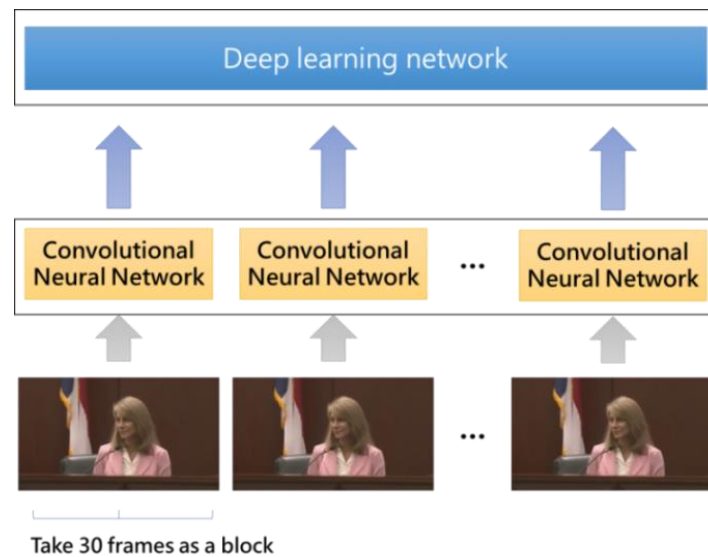 Deep learning network
Convolutional
Neural Network
Convolutional
Neural Network
...
Convolutional
Neural Network
...
Take 30 frames as a block